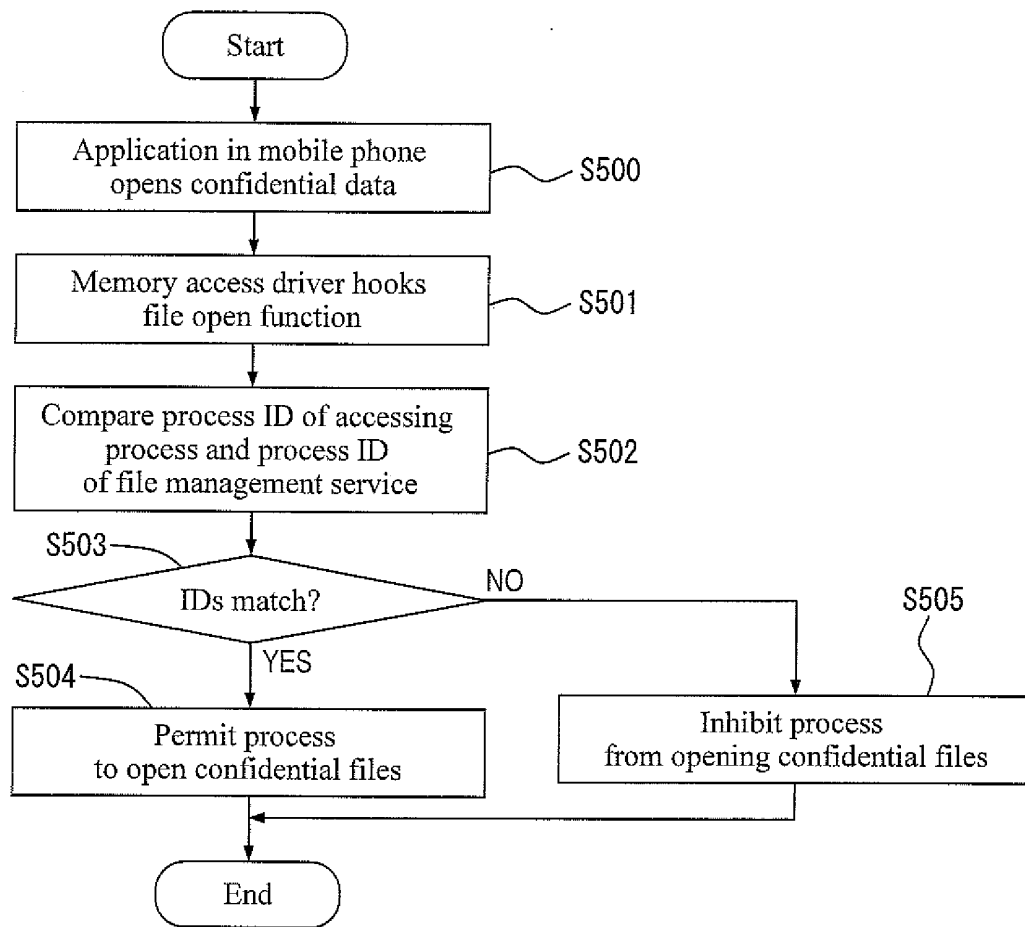 Start
Application in mobile phone
opens confidential data
S500
Memory access driver hooks
file open function
S501
Compare process ID of accessing
process and process ID
of file management service
S502
S503
IDs match?
NO
YES
S504
Permit process
to open confidential files
S505
Inhibit process
from opening confidential files
End